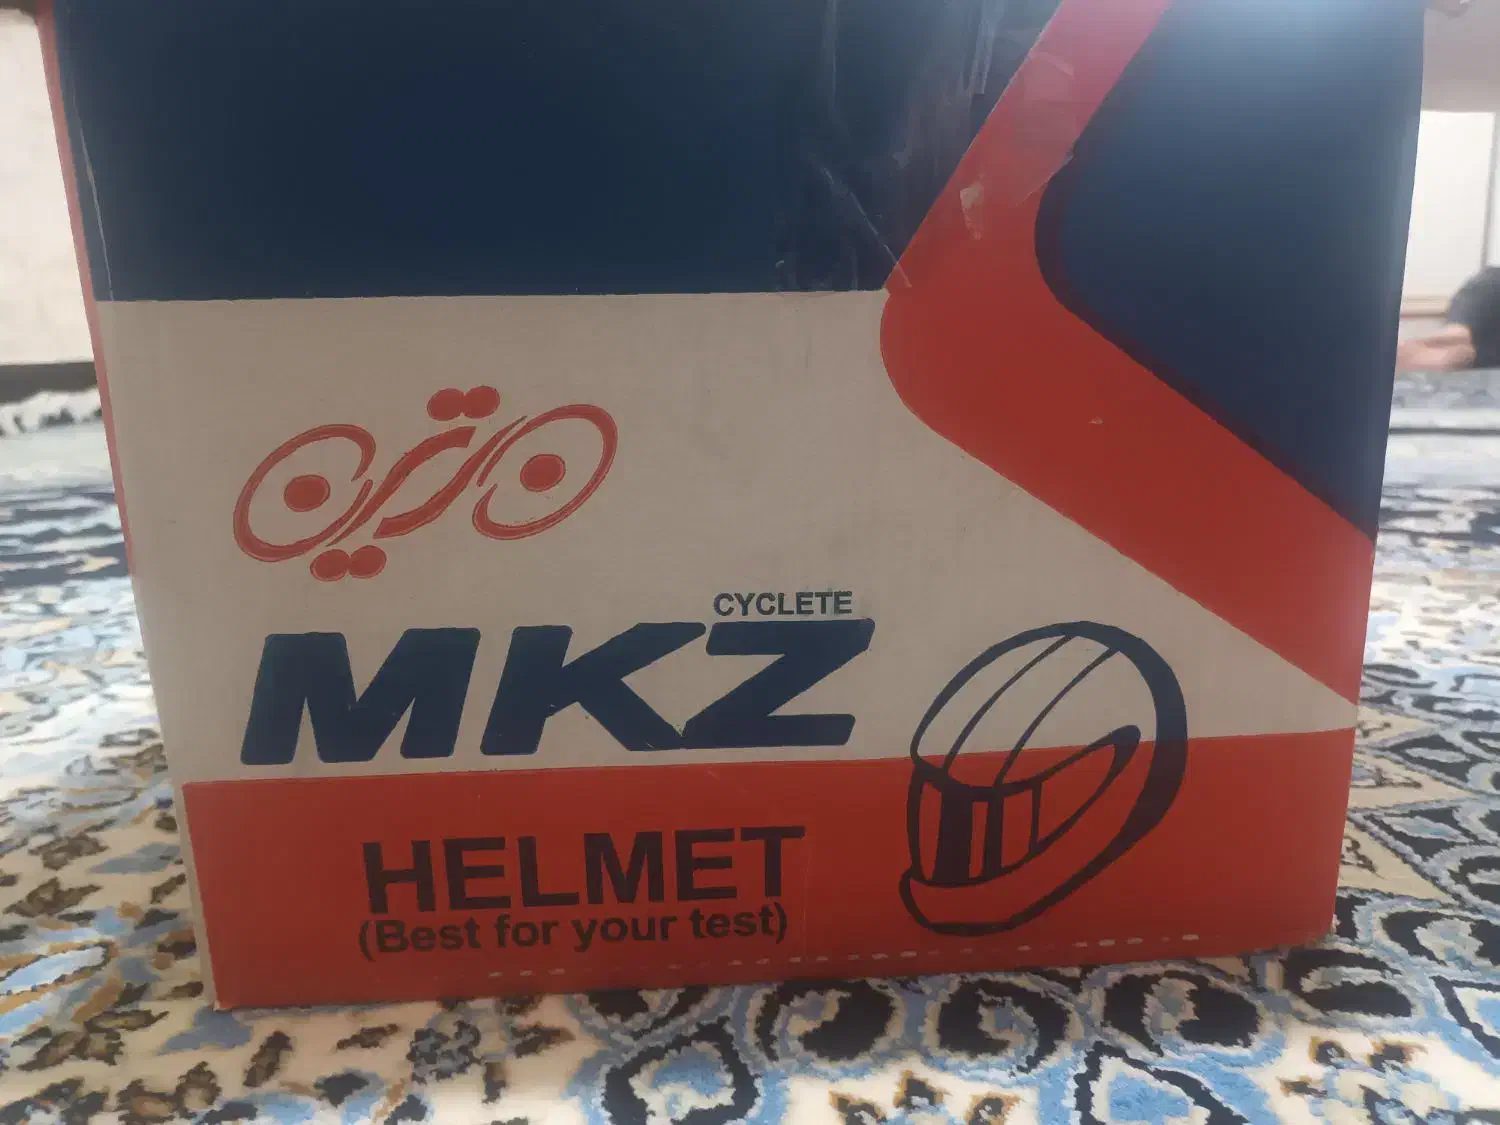 CYCLETE
MKZ
HELMET
(Best for your test)